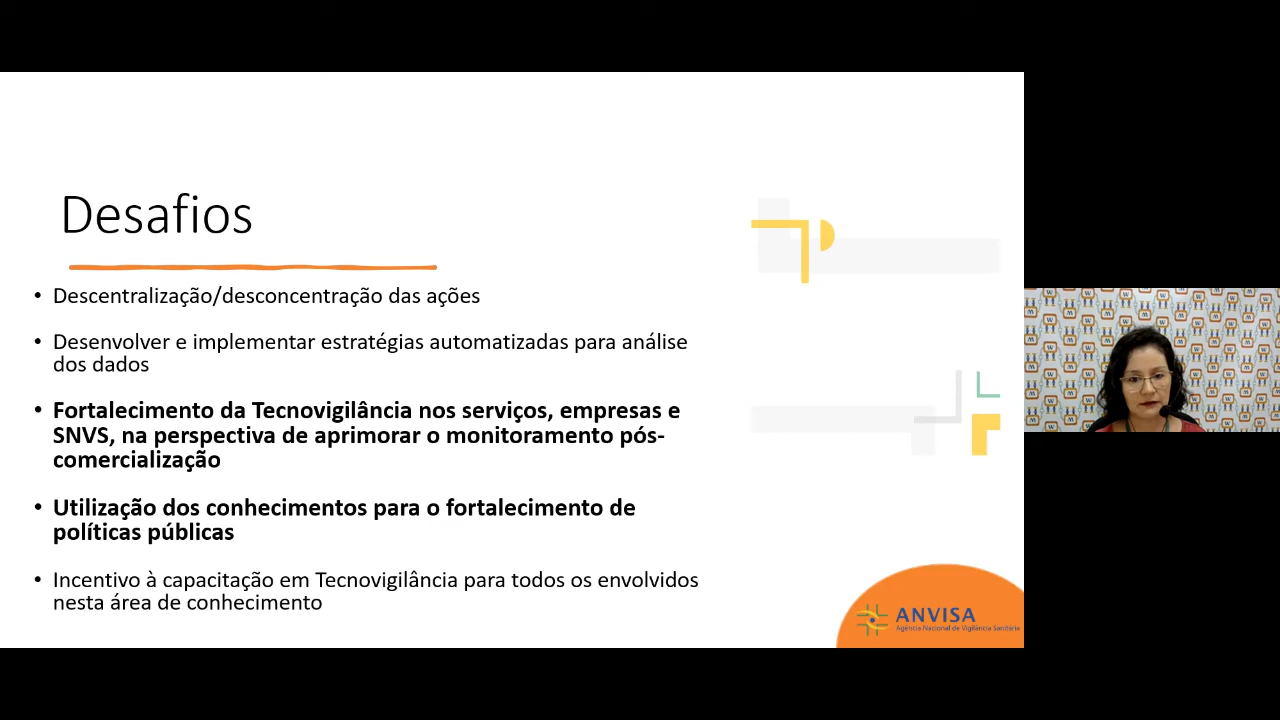 Desafios
• Descentralização/desconcentração das ações
• Desenvolver e implementar estratégias automatizadas para análise
dos dados
• Fortalecimento da Tecnovigilância nos serviços, empresas e
SNVS, na perspectiva de aprimorar o monitoramento pós-
comercialização
• Utilização dos conhecimentos para o fortalecimento de
políticas públicas
• Incentivo à capacitação em Tecnovigilância para todos os envolvidos
nesta área de conhecimento
ANVISA
Agência Nacional de Vigilância Sanitária